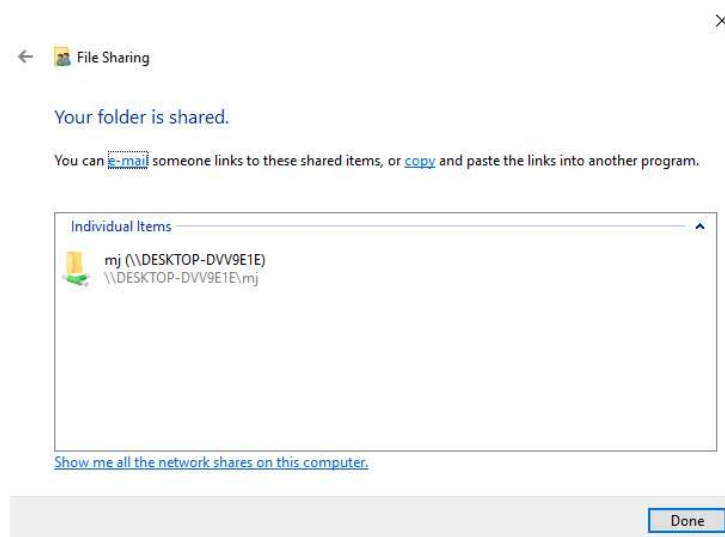 File Sharing
Your folder is shared.
You can e-mail someone links to these shared items, or copy and paste the links into another program.
Individual Items
mj (\\DESKTOP-DVV9E1E)
\\DESKTOP-DVV9E1E\mj
Show me all the network shares on this computer.
Done